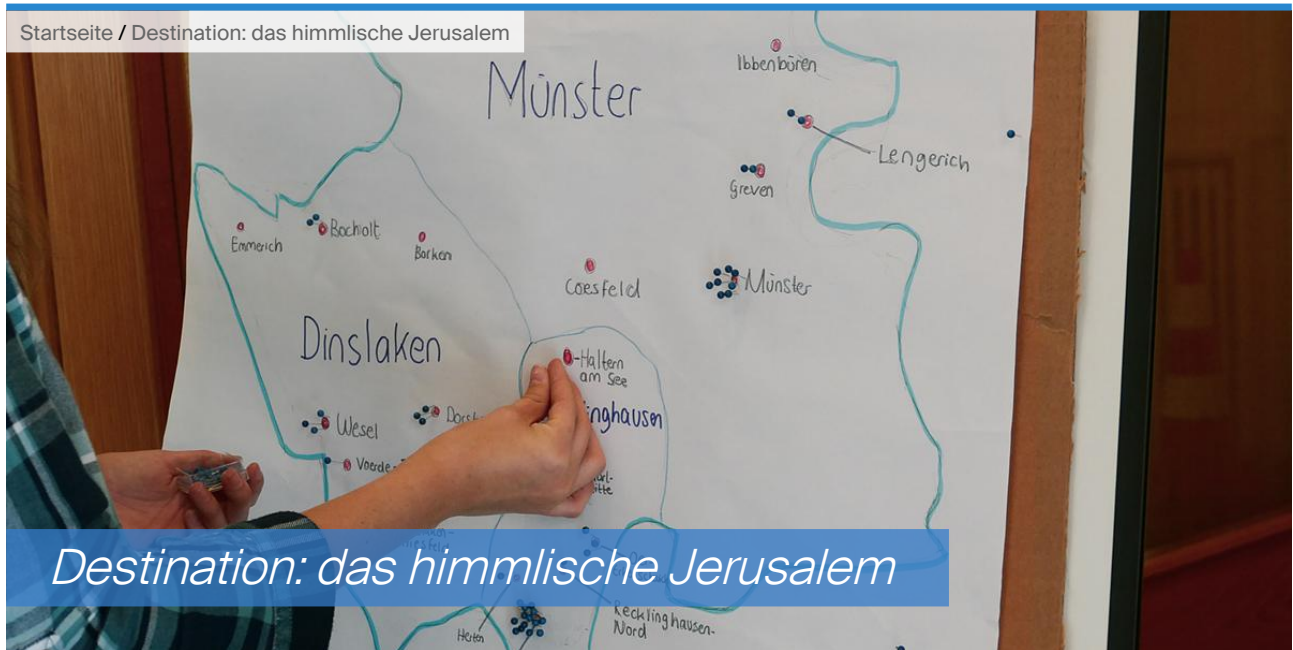 Startseite / Destination: das himmlische Jerusalem
Münster
Ibbenbüren
Lengerich
Greven
Emmerich
Bocholt
Borken
Coesfeld
Münster
Dinslaken
Haltern
am See
Wesel
Destination: das himmlische Jerusalem
Recklinghausen-
Nord
Herten